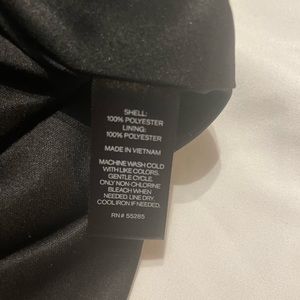 SHELL:
100% POLYESTER
LINING:
100% POLYESTER
MADE IN VIETNAM
MACHINE WASH COLD
WITH LIKE COLORS.
GENTLE CYCLE.
ONLY NON-CHLORINE
BLEACH WHEN
NEEDED. LINE DRY.
COOL IRON IF NEEDED.
RN# 55285